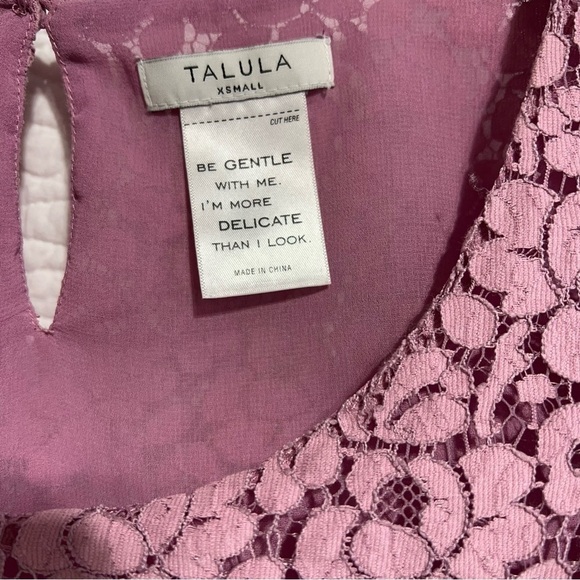 TALULA
XSMALL
CUT HERE
BE GENTLE
WITH ME.
I'M MORE
DELICATE
THAN I LOOK.
MADE IN CHINA